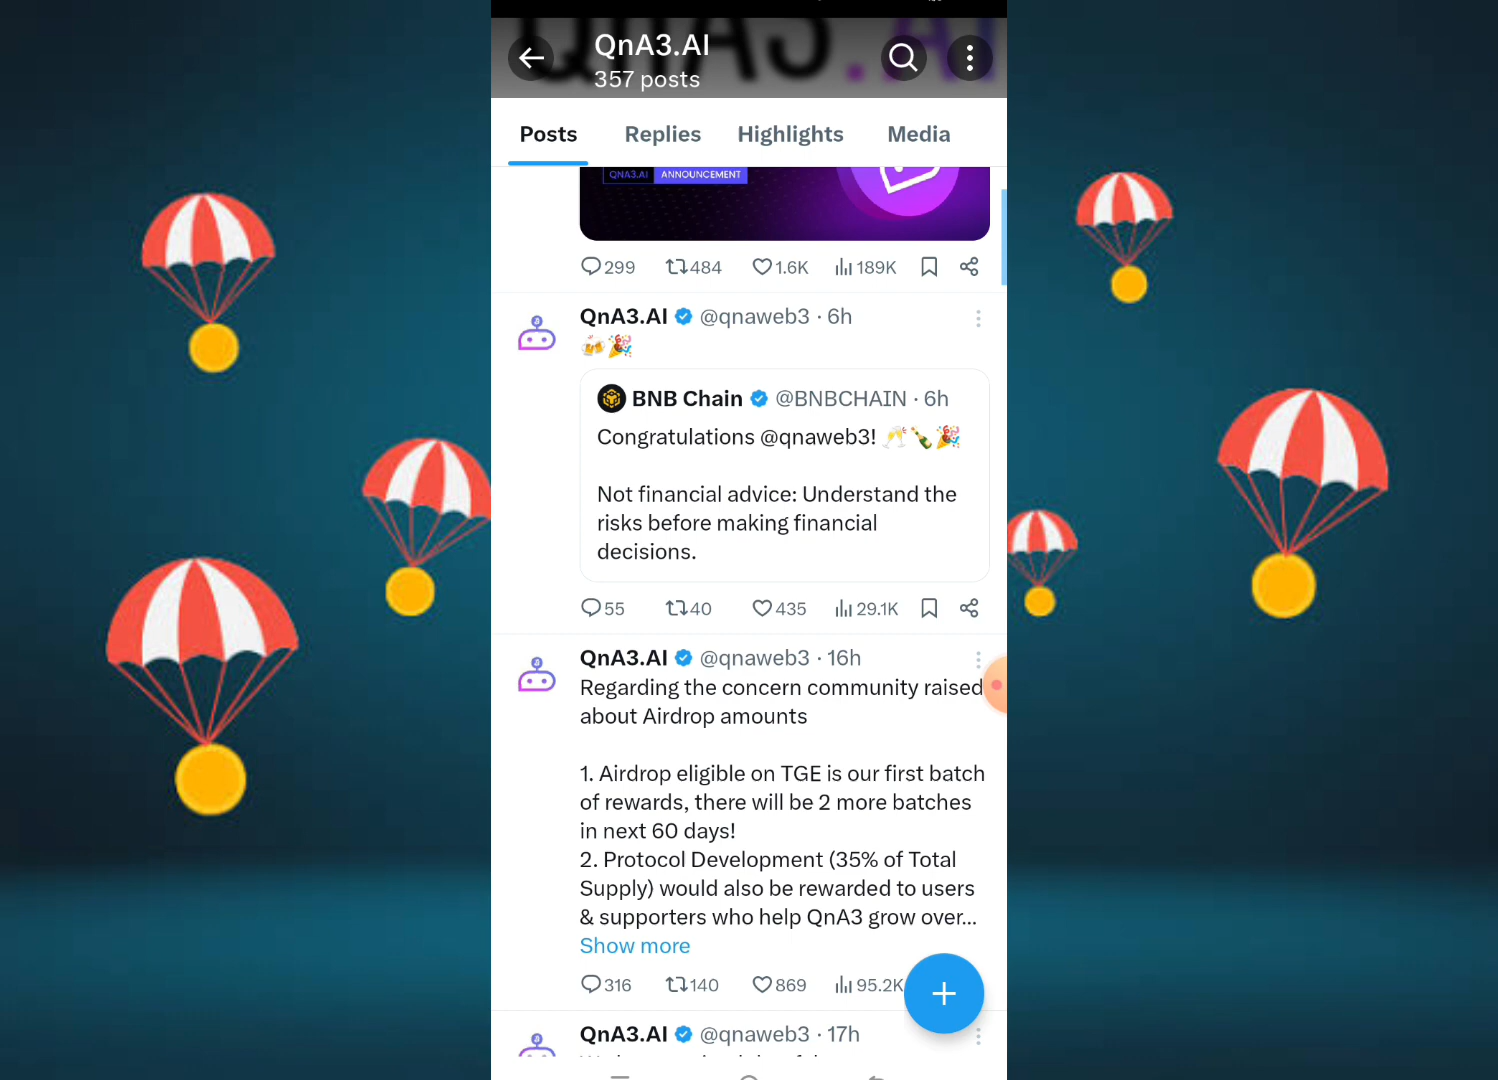 QnA3.AI
357 posts
Posts Replies Highlights Media
QNA3.AI ANNOUNCEMENT
299 484 1.6K 189K
QnA3.AI @qnaweb3 · 6h
🍻🎉
BNB Chain @BNBCHAIN · 6h
Congratulations @qnaweb3! 🥂🍾🎉
Not financial advice: Understand the
risks before making financial
decisions.
55 40 435 29.1K
QnA3.AI @qnaweb3 · 16h
Regarding the concern community raised
about Airdrop amounts
1. Airdrop eligible on TGE is our first batch
of rewards, there will be 2 more batches
in next 60 days!
2. Protocol Development (35% of Total
Supply) would also be rewarded to users
& supporters who help QnA3 grow over...
Show more
316 140 869 95.2K
QnA3.AI @qnaweb3 · 17h